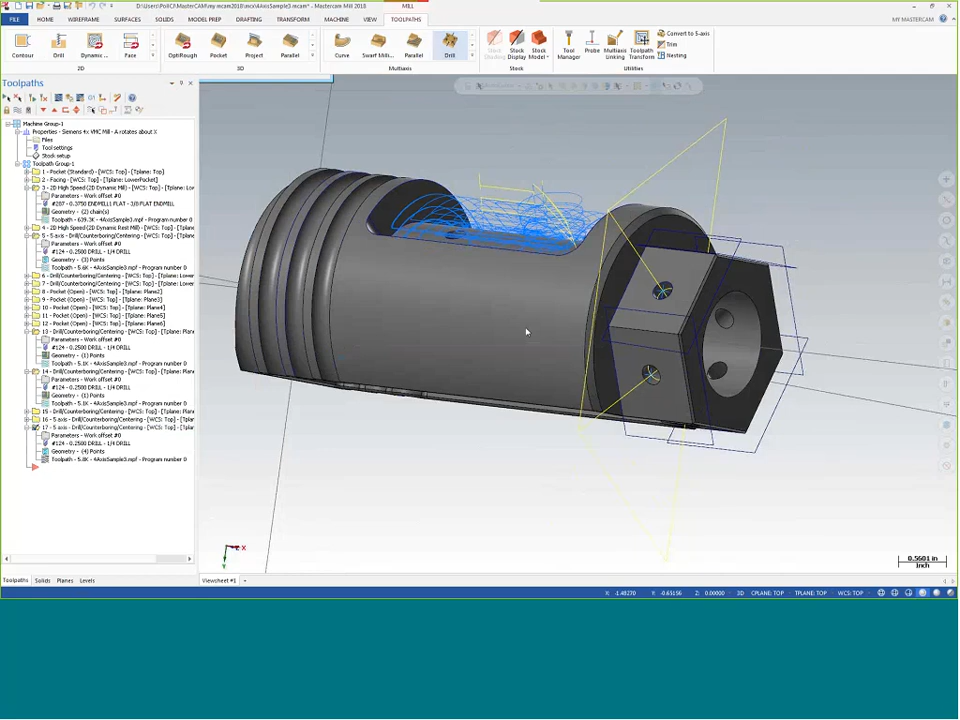 D:\Users\PollCP\MasterCAM\my mcam2018\mcx\4AxisSample3.mcam* - Mastercam Mill 2018
MILL
FILE HOME WIREFRAME SURFACES SOLIDS MODEL PREP DRAFTING TRANSFORM MACHINE VIEW TOOLPATHS MY MASTERCAM
Contour Drill Dynamic ... Face OptiRough Pocket Project Parallel Curve Swarf Mill... Parallel Drill Stock Shading Stock Display Stock Model Tool Manager Probe Multiaxis Linking Toolpath Transform
Convert to 5-axis
Trim
Nesting
2D 3D Multiaxis Stock Utilities
Toolpaths
Machine Group-1
Properties - Siemens 4x VMC Mill - A rotates about X
Files
Tool settings
Stock setup
Toolpath Group-1
1 - Pocket (Standard) - [WCS: Top] - [Tplane: Top]
2 - Facing - [WCS: Top] - [Tplane: LowerPocket]
3 - 2D High Speed (2D Dynamic Mill) - [WCS: Top] - [Tplane: Lov
Parameters - Work offset #0
#287 - 0.3750 ENDMILL1 FLAT - 3/8 FLAT ENDMILL
Geometry - (2) chain(s)
Toolpath - 639.3K - 4AxisSample3.mpf - Program number 0
4 - 2D High Speed (2D Dynamic Mill) - [WCS: Top] - [Tplane: Lov
5 - 5 axis - Drill/Counterboring/Centering - [WCS: Top] - [Tplane:
Parameters - Work offset #0
#124 - 0.2500 DRILL - 1/4 DRILL
Geometry - (3) Points
Toolpath - 5.6K - 4AxisSample3.mpf - Program number 0
6 - Drill/Counterboring/Centering - [WCS: Top] - [Tplane: Lower
7 - Drill/Counterboring/Centering - [WCS: Top] - [Tplane: Lower
8 - Pocket (Open) - [WCS: Top] - [Tplane: Plane2]
9 - Pocket (Open) - [WCS: Top] - [Tplane: Plane3]
10 - Pocket (Open) - [WCS: Top] - [Tplane: Plane4]
11 - Pocket (Open) - [WCS: Top] - [Tplane: Plane5]
12 - Pocket (Open) - [WCS: Top] - [Tplane: Plane6]
13 - Drill/Counterboring/Centering - [WCS: Top] - [Tplane: Plan
Parameters - Work offset #0
#124 - 0.2500 DRILL - 1/4 DRILL
Geometry - (1) Points
Toolpath - 5.1K - 4AxisSample3.mpf - Program number 0
14 - Drill/Counterboring/Centering - [WCS: Top] - [Tplane: Plan
Parameters - Work offset #0
#124 - 0.2500 DRILL - 1/4 DRILL
Geometry - (1) Points
Toolpath - 5.1K - 4AxisSample3.mpf - Program number 0
15 - Drill/Counterboring/Centering - [WCS: Top] - [Tplane: Plan
16 - 5 axis - Drill/Counterboring/Centering - [WCS: Top] - [Tplan
17 - 5 axis - Drill/Counterboring/Centering - [WCS: Top] - [Tplan
Parameters - Work offset #0
#124 - 0.2500 DRILL - 1/4 DRILL
Geometry - (4) Points
Toolpath - 5.8K - 4AxisSample3.mpf - Program number 0
X
Y
0.5601 in
Inch
Toolpaths Solids Planes Levels Viewsheet #1
X: -1.48270 Y: -0.65156 Z: 0.00000 3D CPLANE: TOP TPLANE: TOP WCS: TOP